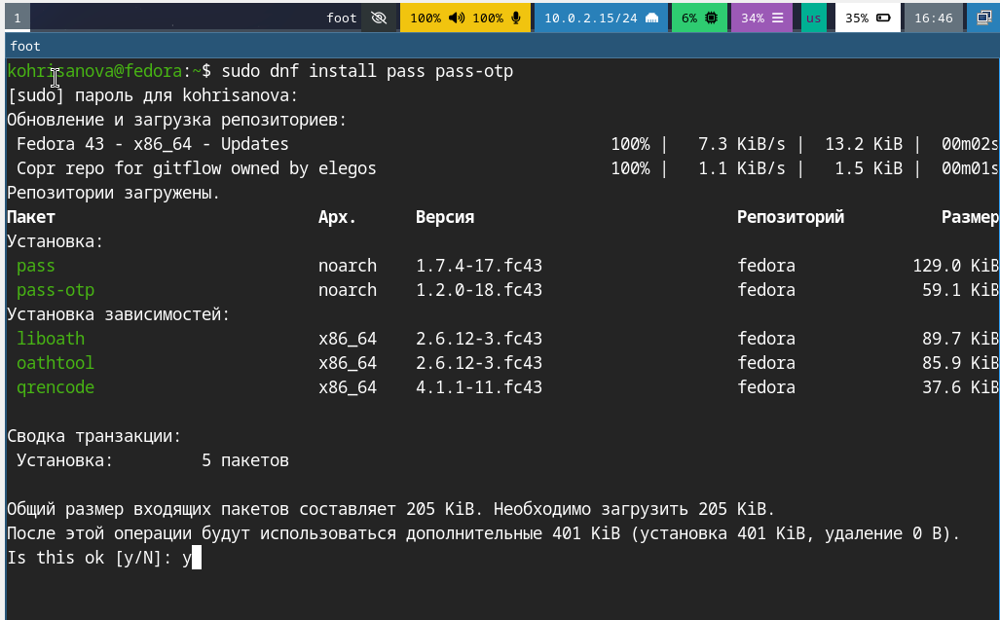 1 foot 100% 100% 10.0.2.15/24 6% 34% us 35% 16:46
foot
kohrisanova@fedora:~$ sudo dnf install pass pass-otp
[sudo] пароль для kohrisanova:
Обновление и загрузка репозиториев:
Fedora 43 - x86_64 - Updates 100% | 7.3 KiB/s | 13.2 KiB | 00m02s
Copr repo for gitflow owned by elegos 100% | 1.1 KiB/s | 1.5 KiB | 00m01s
Репозитории загружены.
Пакет Арх. Версия Репозиторий Размер
Установка:
pass noarch 1.7.4-17.fc43 fedora 129.0 KiB
pass-otp noarch 1.2.0-18.fc43 fedora 59.1 KiB
Установка зависимостей:
liboath x86_64 2.6.12-3.fc43 fedora 89.7 KiB
oathtool x86_64 2.6.12-3.fc43 fedora 85.9 KiB
qrencode x86_64 4.1.1-11.fc43 fedora 37.6 KiB
Сводка транзакции:
Установка: 5 пакетов
Общий размер входящих пакетов составляет 205 KiB. Необходимо загрузить 205 KiB.
После этой операции будут использоваться дополнительные 401 KiB (установка 401 KiB, удаление 0 B).
Is this ok [y/N]: y